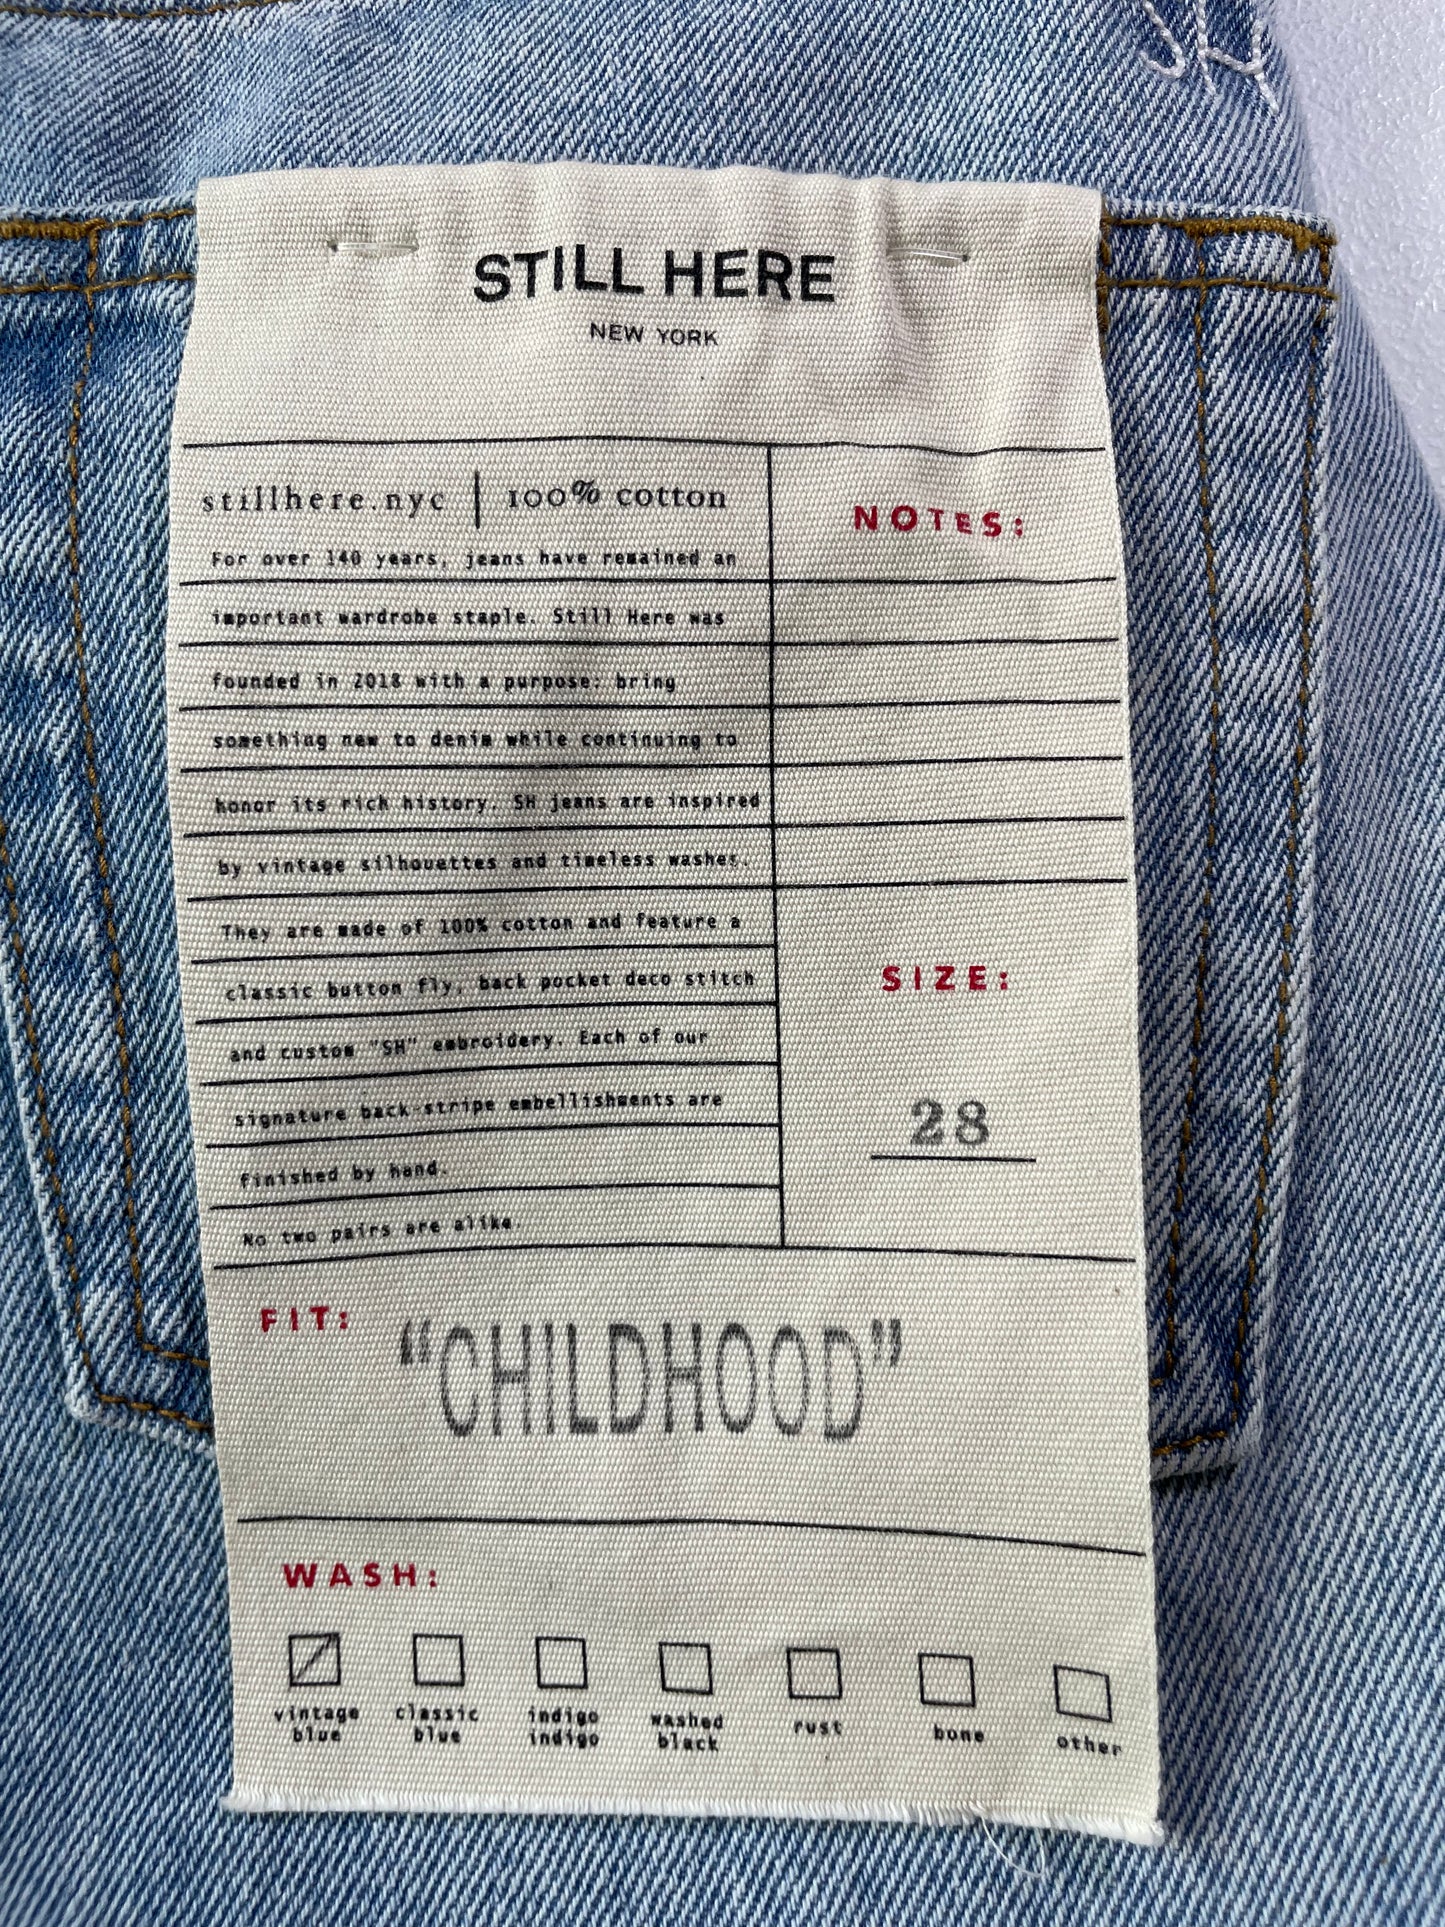 SH
STILL HERE
NEW YORK
stillhere.nyc | 100% cotton
For over 140 years, jeans have remained an
important wardrobe staple. Still Here was
founded in 2018 with a purpose: bring
something new to denim while continuing to
honor its rich history. SH jeans are inspired
by vintage silhouettes and timeless washes.
They are made of 100% cotton and feature a
classic button fly, back pocket deco stitch
and custom "SH" embroidery. Each of our
signature back-stripe embellishments are
finished by hand.
No two pairs are alike.
NOTES:
SIZE:
28
FIT: “CHILDHOOD”
WASH:
vintage blue
classic blue
indigo indigo
washed black
rust
bone
other